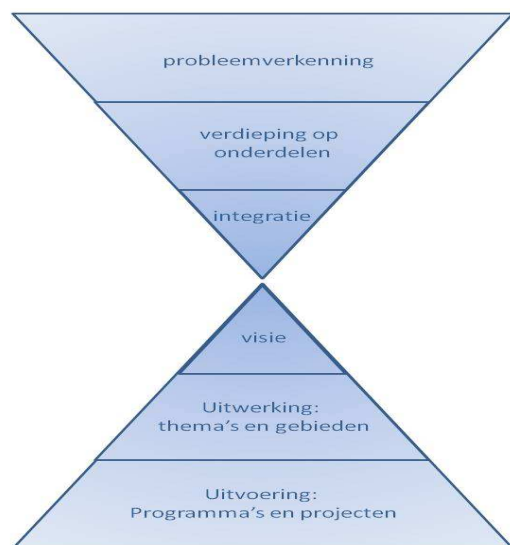 probleemverkenning
verdieping op
onderdelen
integratie
visie
Uitwerking:
thema's en gebieden
Uitvoering:
Programma's en projecten